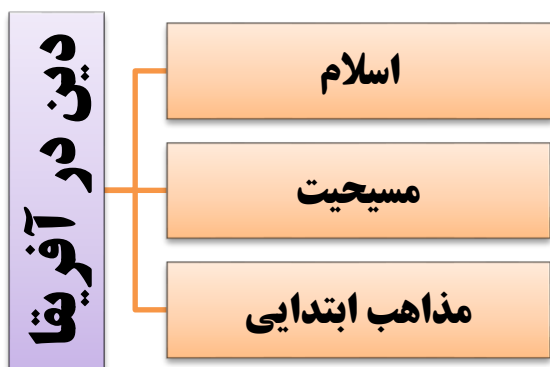 دین در آفریقا
اسلام
مسیحیت
مذاهب ابتدایی